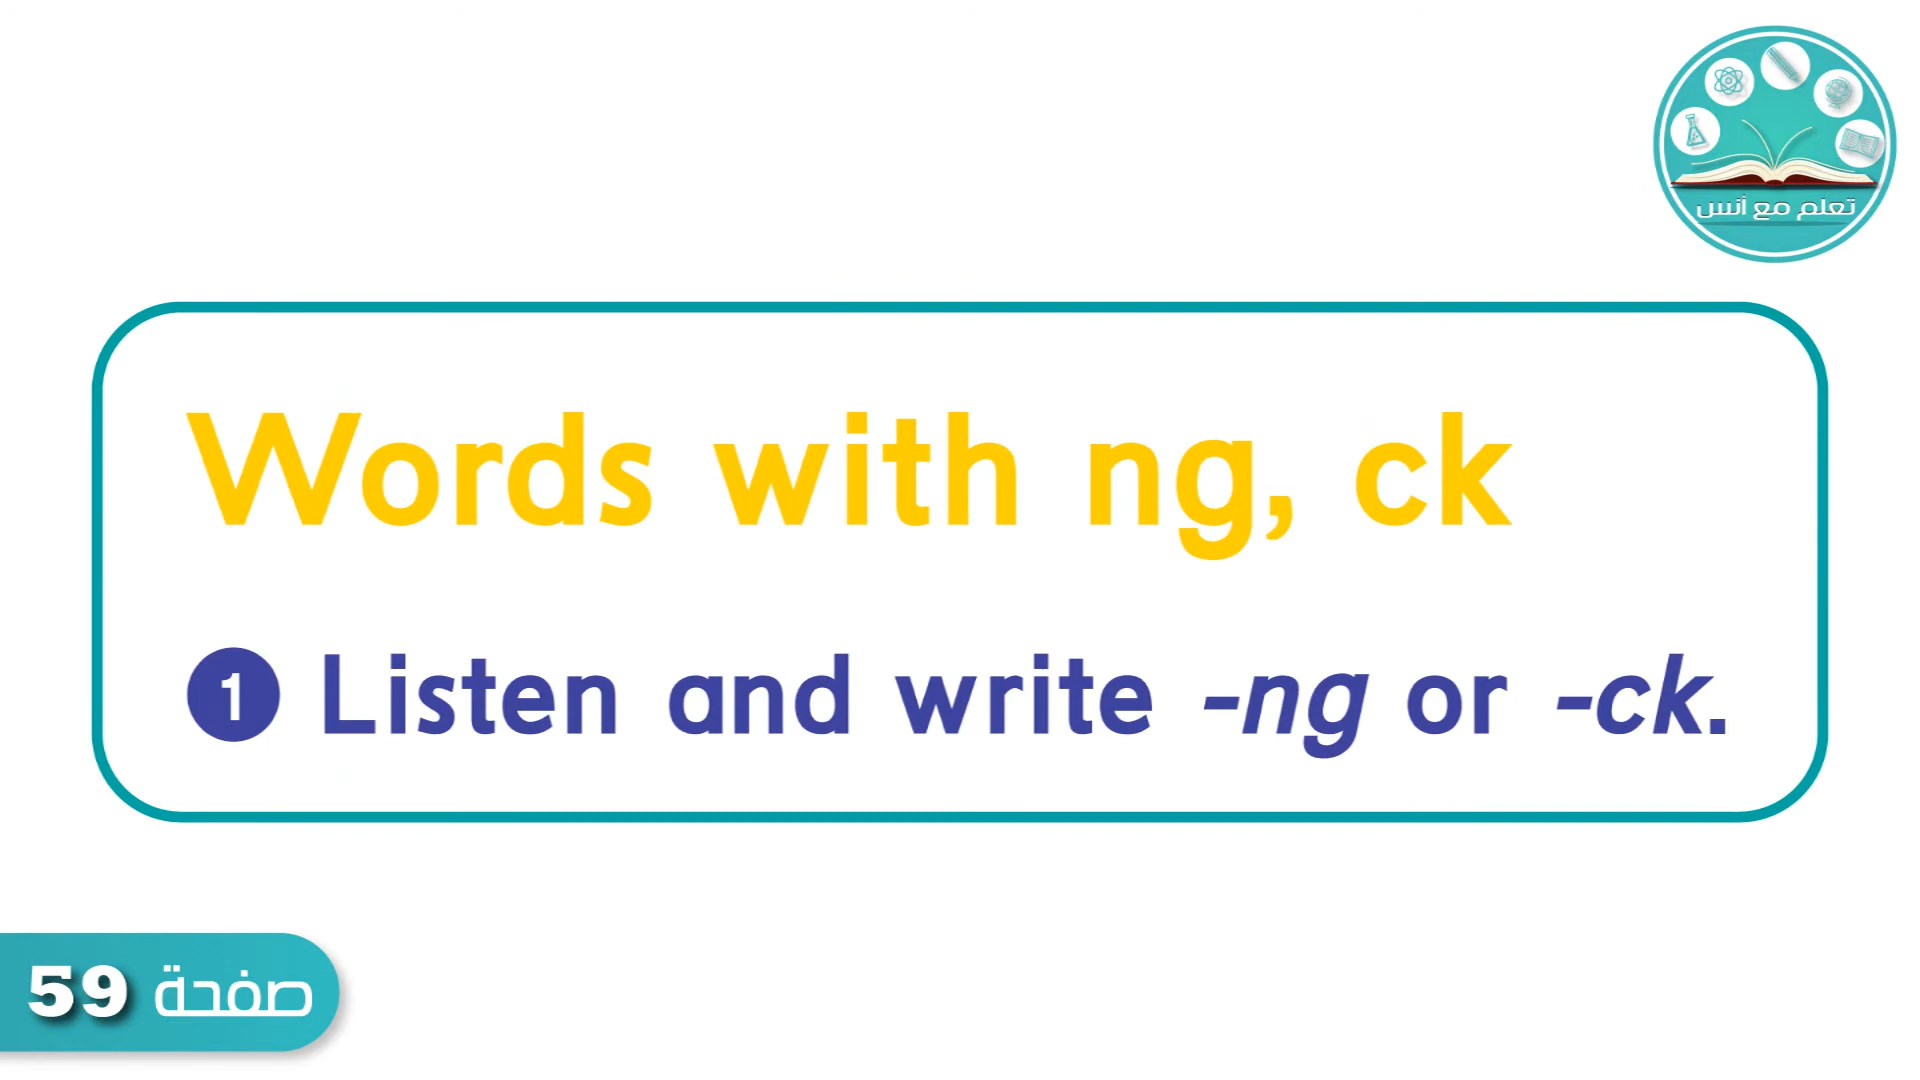 تعلم مع أنس
Words with ng, ck
1 Listen and write -ng or -ck.
صفحة 59